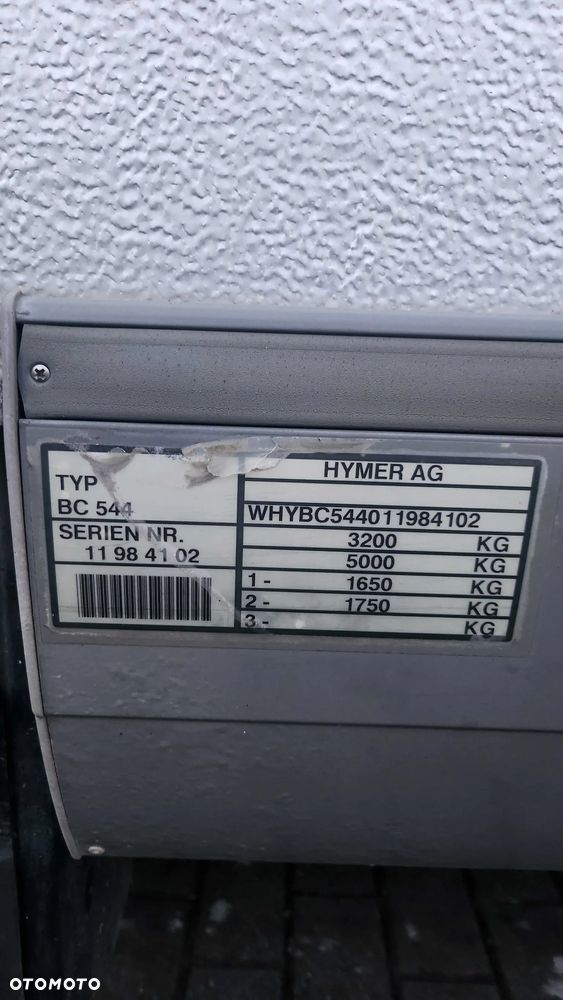 TYP
BC 544
SERIEN NR.
11 98 41 02
HYMER AG
WHYBC544011984102
3200 KG
5000 KG
1 - 1650 KG
2 - 1750 KG
3 - KG
OTOMOTO